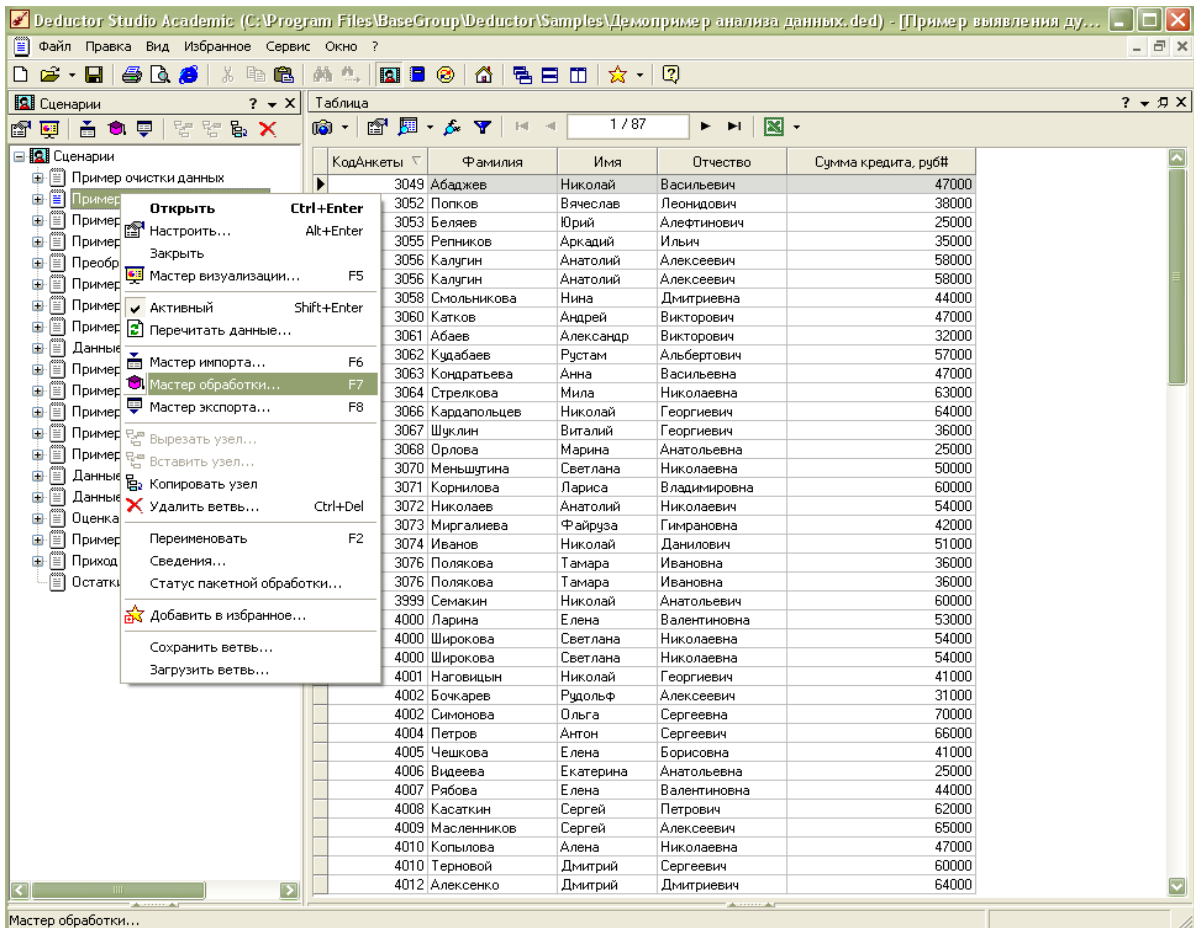 Deductor Studio Academic (C:\Program Files\BaseGroup\Deductor\Samples\Демопример анализа данных.ded) - [Пример выявления ду...
Файл Правка Вид Избранное Сервис Окно ?
Сценарии
Таблица
1 / 87
Сценарии
Пример очистки данных
Пример
Пример
Пример
Преобр
Пример
Пример
Пример
Данные
Пример
Пример
Пример
Пример
Пример
Данные
Данные
Оценка
Пример
Приход
Остатк
Открыть Ctrl+Enter
Настроить... Alt+Enter
Закрыть
Мастер визуализации... F5
Активный Shift+Enter
Перечитать данные...
Мастер импорта... F6
Мастер обработки... F7
Мастер экспорта... F8
Вырезать узел...
Вставить узел...
Копировать узел
Удалить ветвь... Ctrl+Del
Переименовать F2
Сведения...
Статус пакетной обработки...
Добавить в избранное...
Сохранить ветвь...
Загрузить ветвь...
КодАнкеты Фамилия Имя Отчество Сумма кредита, руб#
3049 Абаджев Николай Васильевич 47000
3052 Попков Вячеслав Леонидович 38000
3053 Беляев Юрий Алефтинович 25000
3055 Репников Аркадий Ильич 35000
3056 Калугин Анатолий Алексеевич 58000
3056 Калугин Анатолий Алексеевич 58000
3058 Смольникова Нина Дмитриевна 44000
3060 Катков Андрей Викторович 47000
3061 Абаев Александр Викторович 32000
3062 Кудабаев Рустам Альбертович 57000
3063 Кондратьева Анна Васильевна 47000
3064 Стрелкова Мила Николаевна 63000
3066 Кардапольцев Николай Георгиевич 64000
3067 Шуклин Виталий Георгиевич 36000
3068 Орлова Марина Анатольевна 25000
3070 Меньшугина Светлана Николаевна 50000
3071 Корнилова Лариса Владимировна 60000
3072 Николаев Анатолий Николаевич 54000
3073 Миргалиева Файруза Гимрановна 42000
3074 Иванов Николай Данилович 51000
3076 Полякова Тамара Ивановна 36000
3076 Полякова Тамара Ивановна 36000
3999 Семакин Николай Анатольевич 60000
4000 Ларина Елена Валентиновна 53000
4000 Широкова Светлана Николаевна 54000
4000 Широкова Светлана Николаевна 54000
4001 Наговицын Николай Георгиевич 41000
4002 Бочкарев Рудольф Алексеевич 31000
4002 Симонова Ольга Сергеевна 70000
4004 Петров Антон Сергеевич 66000
4005 Чешкова Елена Борисовна 41000
4006 Видеева Екатерина Анатольевна 25000
4007 Рябова Елена Валентиновна 44000
4008 Касаткин Сергей Петрович 62000
4009 Масленников Сергей Алексеевич 65000
4010 Копылова Алена Николаевна 47000
4010 Терновой Дмитрий Сергеевич 60000
4012 Алексенко Дмитрий Дмитриевич 64000
Мастер обработки...